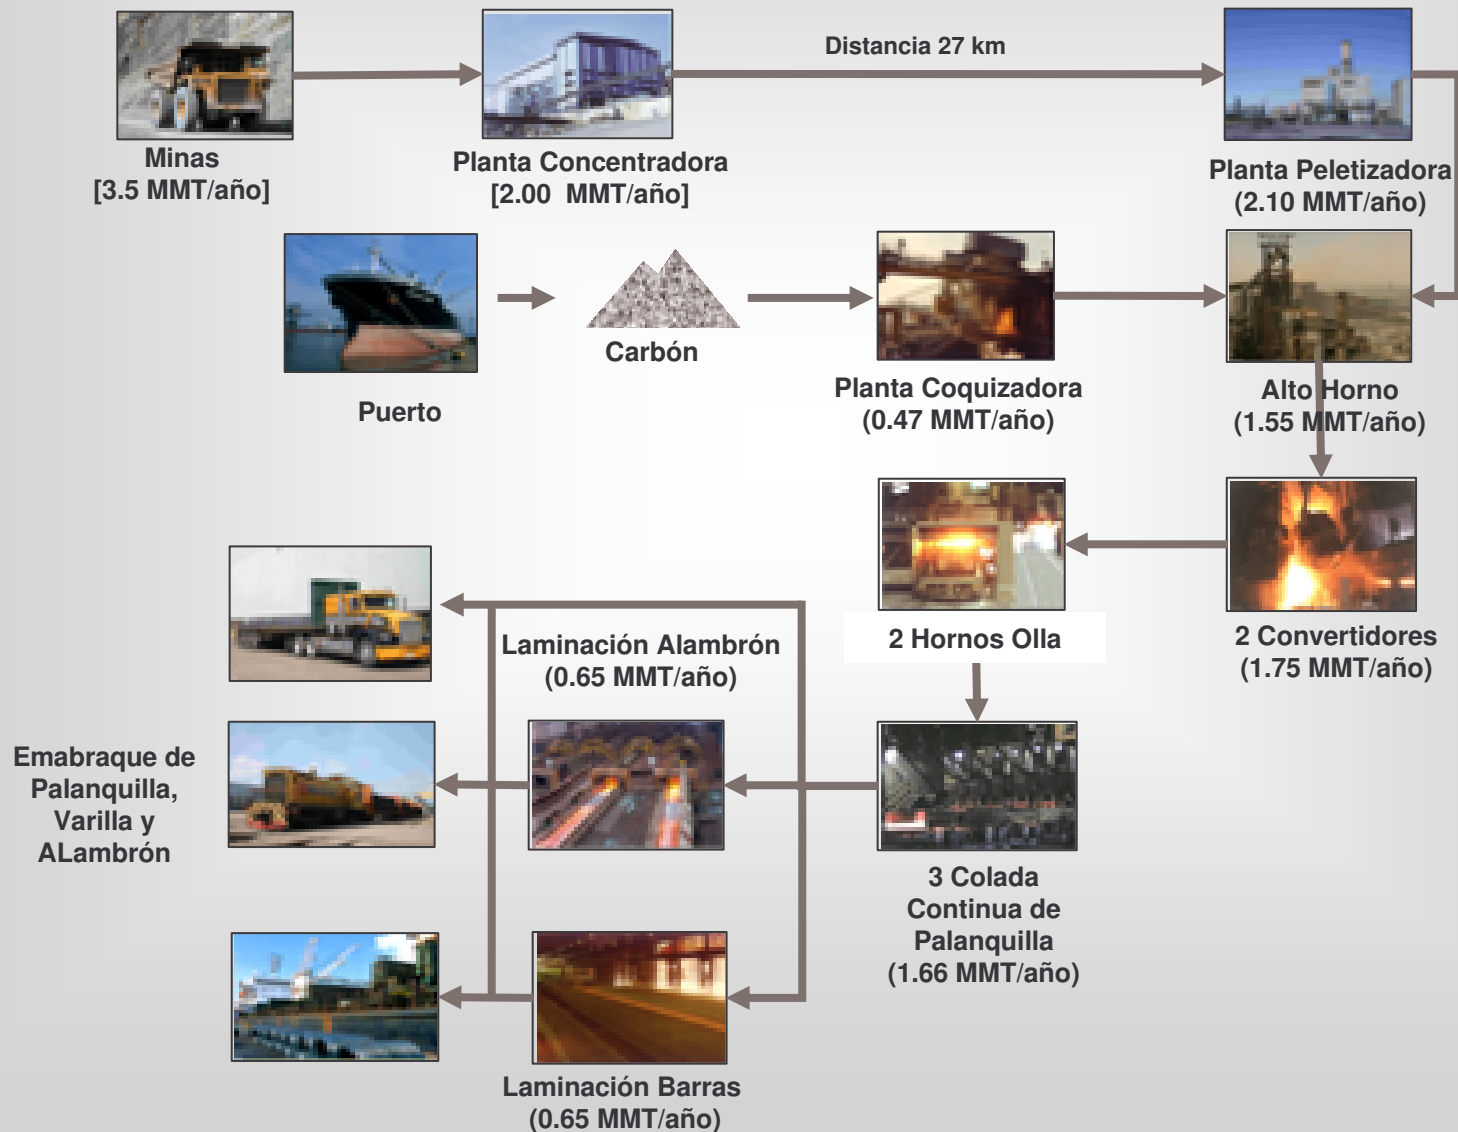 Distancia 27 km
Minas
[3.5 MMT/año]
Planta Concentradora
[2.00 MMT/año]
Planta Peletizadora
(2.10 MMT/año)
Puerto
Carbón
Planta Coquizadora
(0.47 MMT/año)
Alto Horno
(1.55 MMT/año)
2 Hornos Olla
2 Convertidores
(1.75 MMT/año)
Laminación Alambrón
(0.65 MMT/año)
Emabraque de
Palanquilla,
Varilla y
ALambrón
3 Colada
Continua de
Palanquilla
(1.66 MMT/año)
Laminación Barras
(0.65 MMT/año)